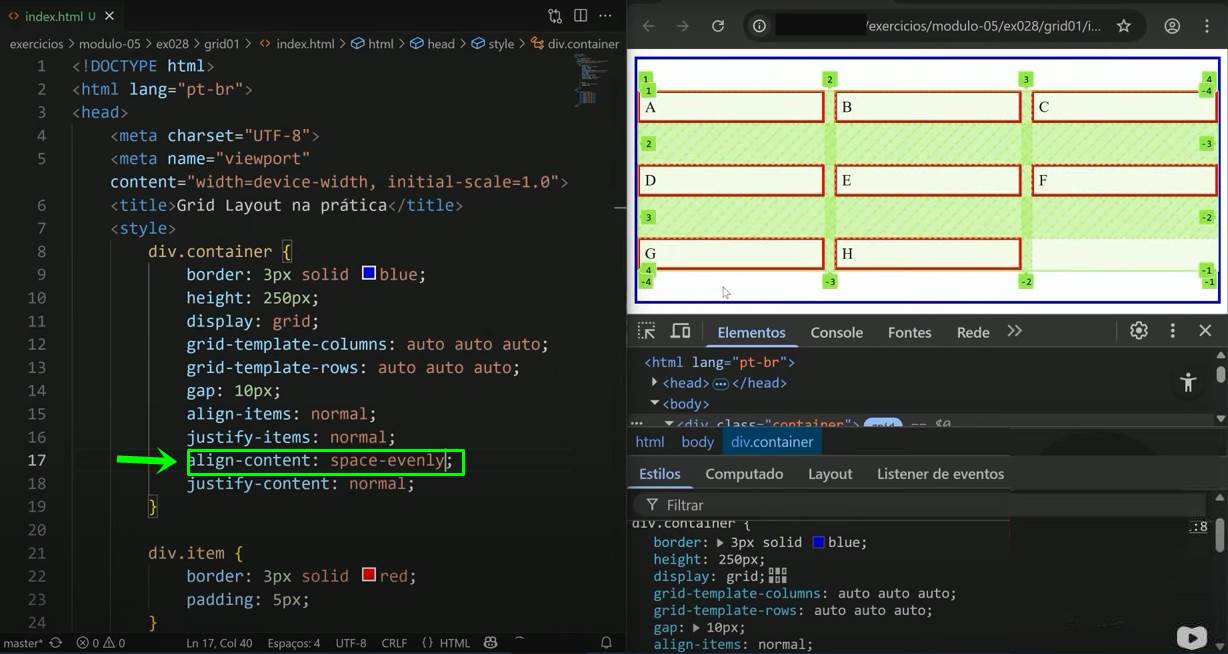 index.html U
exercicios > modulo-05 > ex028 > grid01 > index.html > html > head > style > div.container
1 <!DOCTYPE html>
2 <html lang="pt-br">
3 <head>
4 <meta charset="UTF-8">
5 <meta name="viewport"
content="width=device-width, initial-scale=1.0">
6 <title>Grid Layout na prática</title>
7 <style>
8 div.container {
9 border: 3px solid blue;
10 height: 250px;
11 display: grid;
12 grid-template-columns: auto auto auto;
13 grid-template-rows: auto auto auto;
14 gap: 10px;
15 align-items: normal;
16 justify-items: normal;
17 align-content: space-evenly;
18 justify-content: normal;
19 }
20
21 div.item {
22 border: 3px solid red;
23 padding: 5px;
24 }
master* 0 0 Ln 17, Col 40 Espaços: 4 UTF-8 CRLF {} HTML
/exercicios/modulo-05/ex028/grid01/i...
1 2 3 4
1 -4
A B C
2 -3
D E F
3 -2
G H
4 -1
-4 -3 -2 -1
Elementos Console Fontes Rede
<html lang="pt-br">
<head> </head>
<body>
<div class="container"> grid == $0
html body div.container
Estilos Computado Layout Listener de eventos
Filtrar
div.container { :8
border: 3px solid blue;
height: 250px;
display: grid;
grid-template-columns: auto auto auto;
grid-template-rows: auto auto auto;
gap: 10px;
align-items: normal;